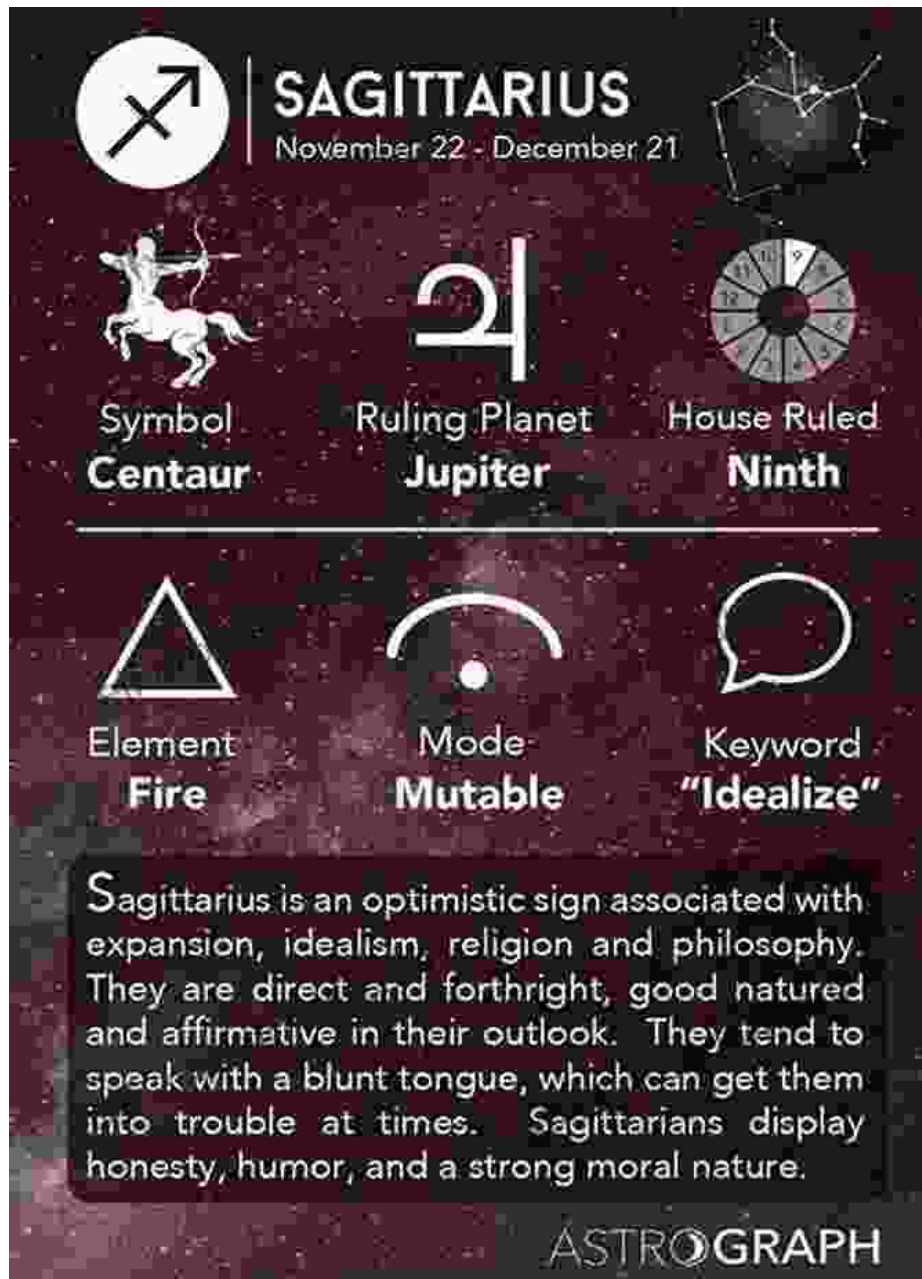 SAGITTARIUS
November 22 - December 21
9
12
Symbol
Centaur
Ruling Planet
Jupiter
House Ruled
Ninth
Element
Fire
Mode
Mutable
Keyword
“Idealize”
Sagittarius is an optimistic sign associated with
expansion, idealism, religion and philosophy.
They are direct and forthright, good natured
and affirmative in their outlook. They tend to
speak with a blunt tongue, which can get them
into trouble at times. Sagittarians display
honesty, humor, and a strong moral nature.
ASTROGRAPH